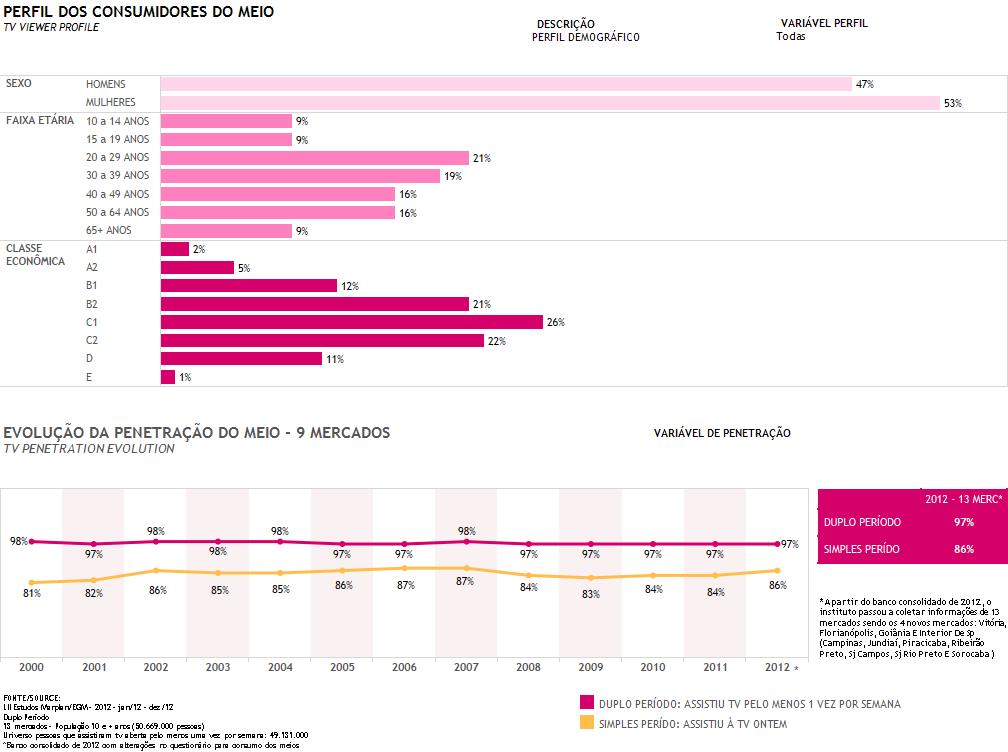 PERFIL DOS CONSUMIDORES DO MEIO
TV VIEWER PROFILE
DESCRIÇÃO
PERFIL DEMOGRÁFICO
VARIÁVEL PERFIL
Todas
SEXO
HOMENS 47%
MULHERES 53%
FAIXA ETÁRIA
10 a 14 ANOS 9%
15 a 19 ANOS 9%
20 a 29 ANOS 21%
30 a 39 ANOS 19%
40 a 49 ANOS 16%
50 a 64 ANOS 16%
65+ ANOS 9%
CLASSE
ECONÔMICA
A1 2%
A2 5%
B1 12%
B2 21%
C1 26%
C2 22%
D 11%
E 1%
EVOLUÇÃO DA PENETRAÇÃO DO MEIO - 9 MERCADOS
TV PENETRATION EVOLUTION
VARIÁVEL DE PENETRAÇÃO
98% 97% 98% 98% 98% 97% 97% 98% 97% 97% 97% 97% 97%
81% 82% 86% 85% 85% 86% 87% 87% 84% 83% 84% 84% 86%
2000 2001 2002 2003 2004 2005 2006 2007 2008 2009 2010 2011 2012 *
2012 - 13 MERC*
DUPLO PERÍODO 97%
SIMPLES PERÍDO 86%
*Apartir do banco consolidado de 2012, o
instituto passou a coletar informações de 13
mercados sendo os 4 novos mercados: Vitória,
Florianópolis, Goiânia E Interior De Sp
(Campinas, Jundiaí, Piracicaba, Ribeirão
Preto, Sj Campos, Sj Rio Preto E Sorocaba )
FONTE/SOURCE:
LII Estudos Marplan/EGM - 2012 - jan/12 - dez/12
Duplo Período
13 mercados - População 10 e + anos (50.669.000 pessoas)
Universo pessoas que assistiram tv aberta pelo menos uma vez por semana: 49.131.000
*Banco consolidado de 2012 com alterações no questionário para consumo dos meios
DUPLO PERÍODO: ASSISTIU TV PELO MENOS 1 VEZ POR SEMANA
SIMPLES PERÍDO: ASSISTIU À TV ONTEM